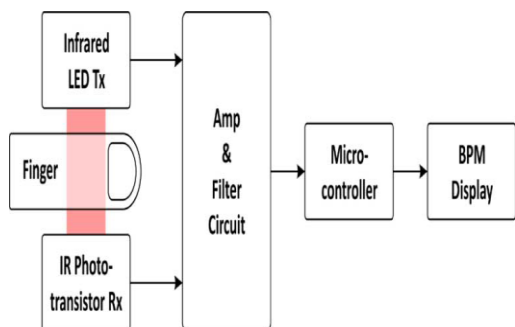 Infrared
LED Tx
Finger
IR Photo-
transistor Rx
Amp
&
Filter
Circuit
Micro-
controller
BPM
Display